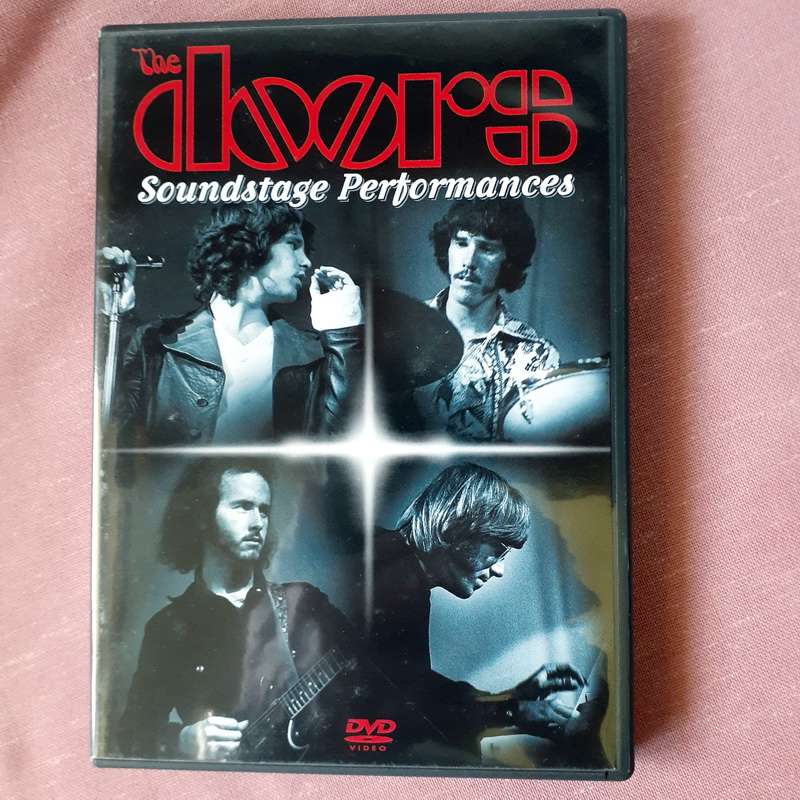 The
doors
Soundstage Performances
DVD
VIDEO